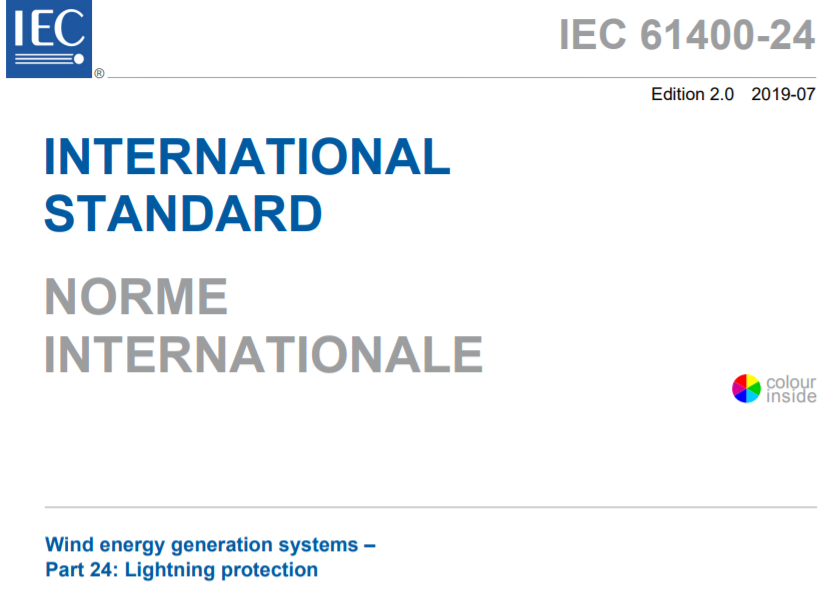 IEC
®
IEC 61400-24
Edition 2.0 2019-07
INTERNATIONAL
STANDARD
NORME
INTERNATIONALE
colour
inside
Wind energy generation systems –
Part 24: Lightning protection